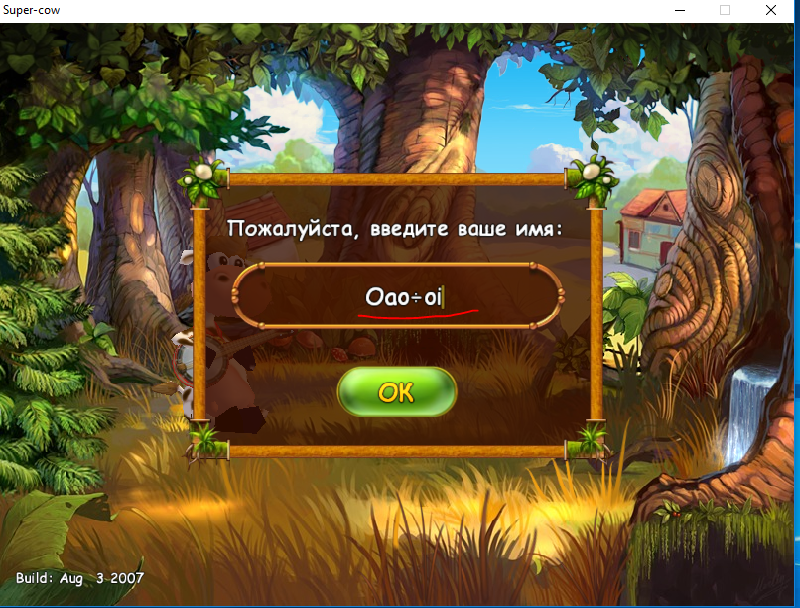 Super-cow
Пожалуйста, введите ваше имя:
Oao÷oi
OK
Build: Aug 3 2007